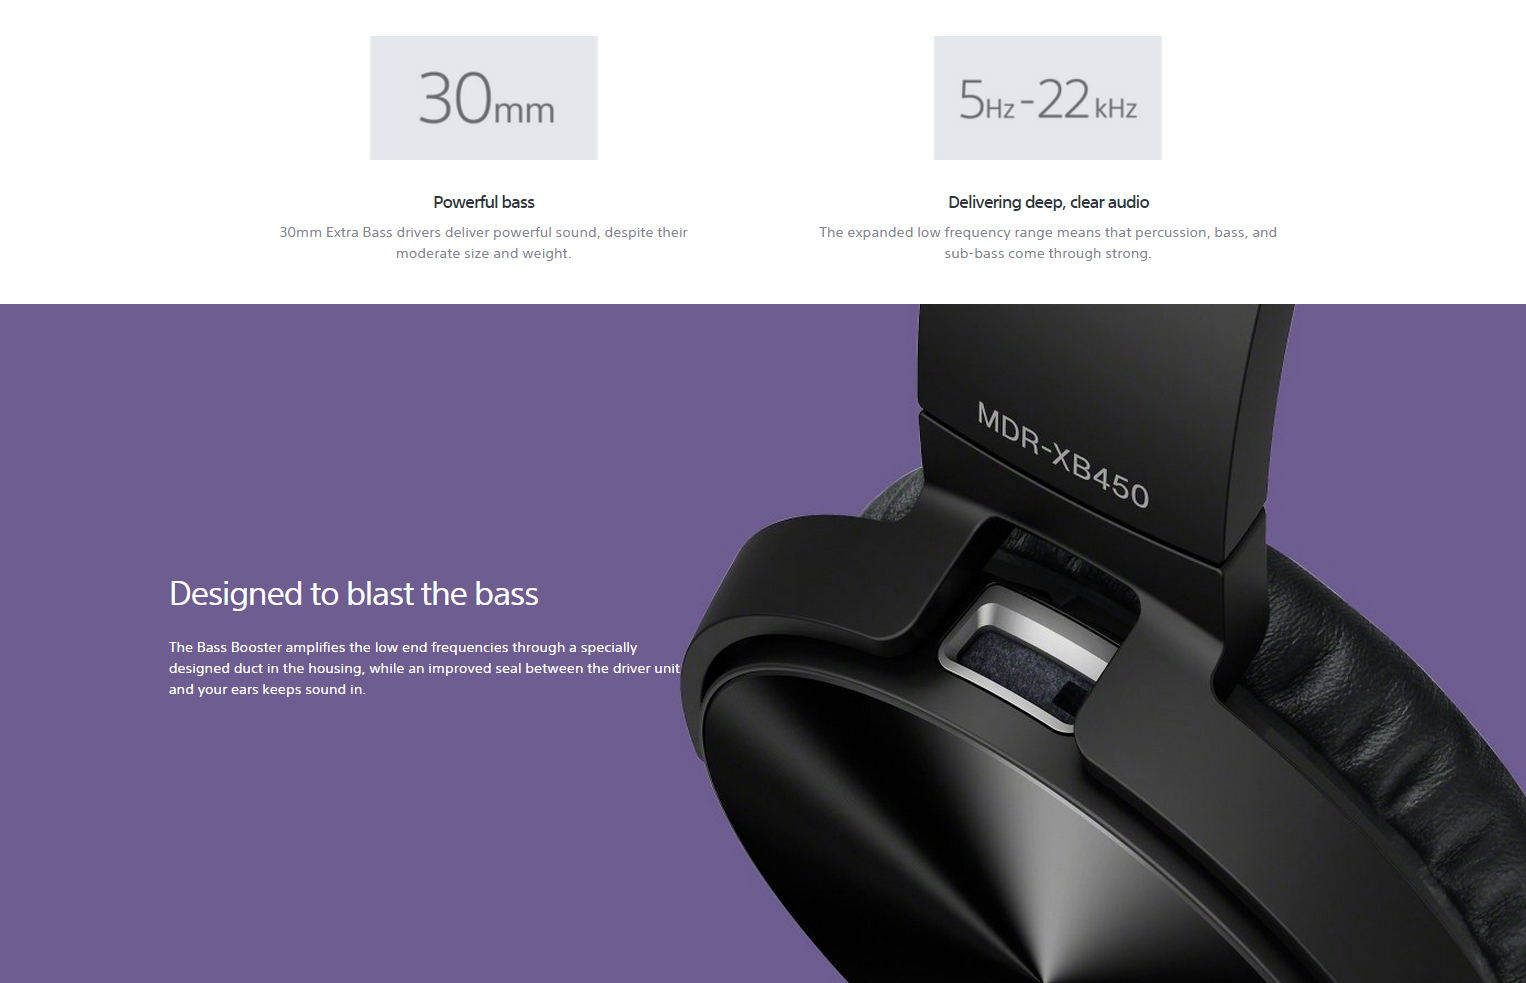 30mm
5Hz-22kHz
Powerful bass
Delivering deep, clear audio
30mm Extra Bass drivers deliver powerful sound, despite their
moderate size and weight.
The expanded low frequency range means that percussion, bass, and
sub-bass come through strong.
MDR-XB450
Designed to blast the bass
The Bass Booster amplifies the low end frequencies through a specially
designed duct in the housing, while an improved seal between the driver unit
and your ears keeps sound in.